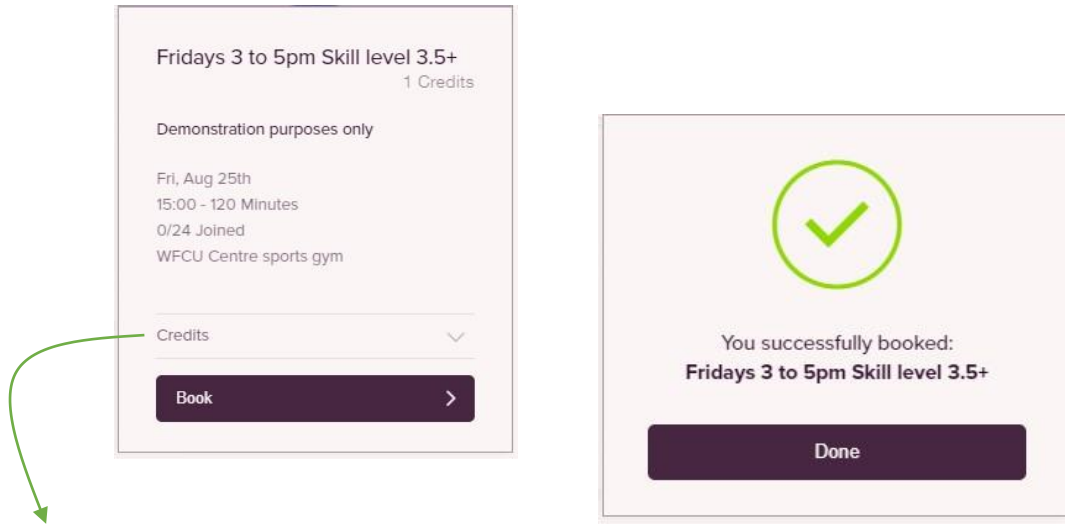 Fridays 3 to 5pm Skill level 3.5+
1 Credits
Demonstration purposes only
Fri, Aug 25th
15:00 - 120 Minutes
0/24 Joined
WFCU Centre sports gym
Credits
Book
You successfully booked:
Fridays 3 to 5pm Skill level 3.5+
Done